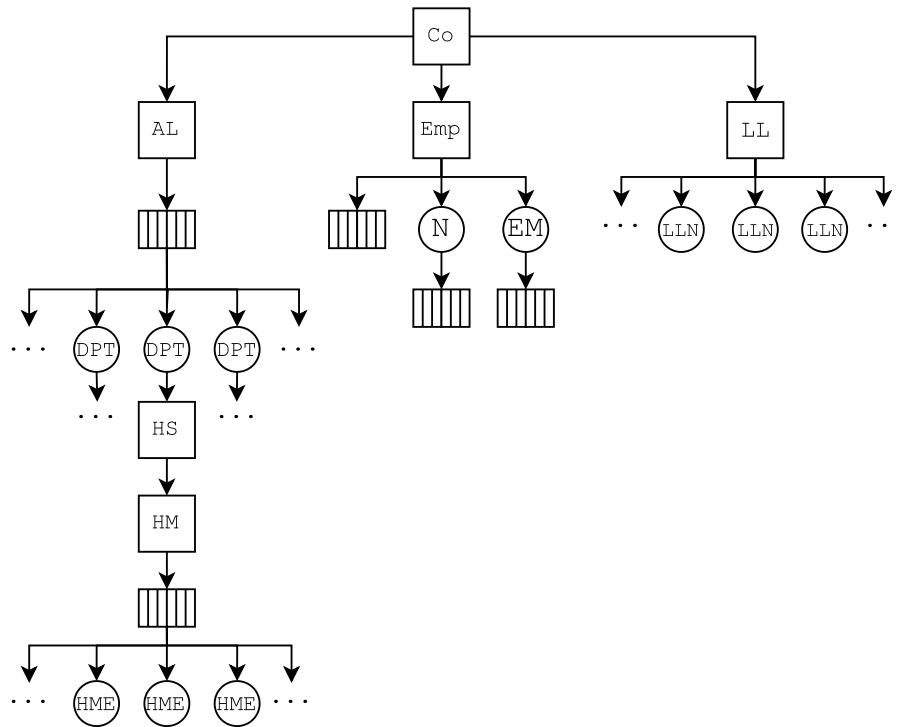 Co
AL Emp LL
N EM
... LLN LLN LLN ..
... DPT DPT DPT ...
... HS ...
HM
... HME HME HME ...